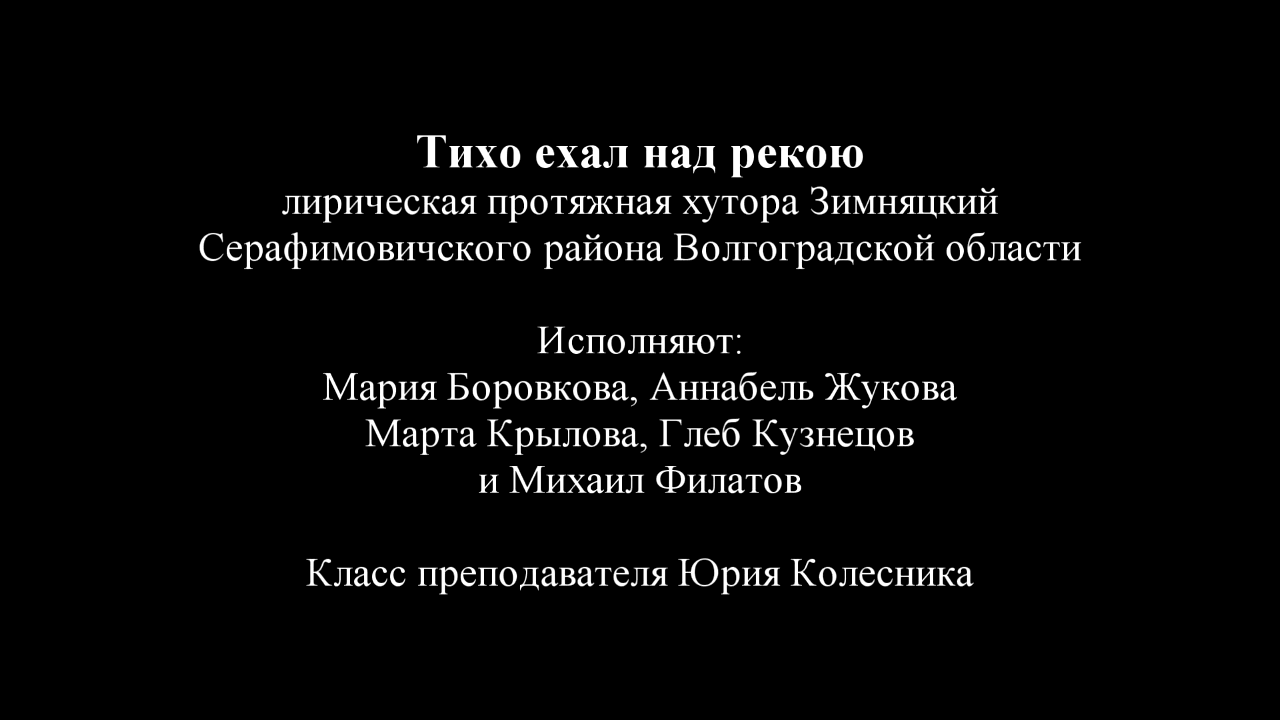 Тихо ехал над рекою
лирическая протяжная хутора Зимняцкий
Серафимовичского района Волгоградской области
Исполняют:
Мария Боровкова, Аннабель Жукова
Марта Крылова, Глеб Кузнецов
и Михаил Филатов
Класс преподавателя Юрия Колесника